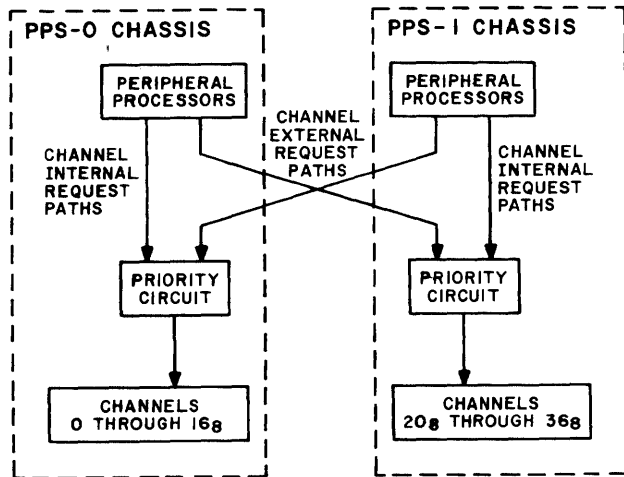 PPS-0 CHASSIS
PERIPHERAL
PROCESSORS
CHANNEL
INTERNAL
REQUEST
PATHS
CHANNEL
EXTERNAL
REQUEST
PATHS
PRIORITY
CIRCUIT
CHANNELS
0 THROUGH 16₈
PPS-1 CHASSIS
PERIPHERAL
PROCESSORS
CHANNEL
INTERNAL
REQUEST
PATHS
PRIORITY
CIRCUIT
CHANNELS
20₈ THROUGH 36₈